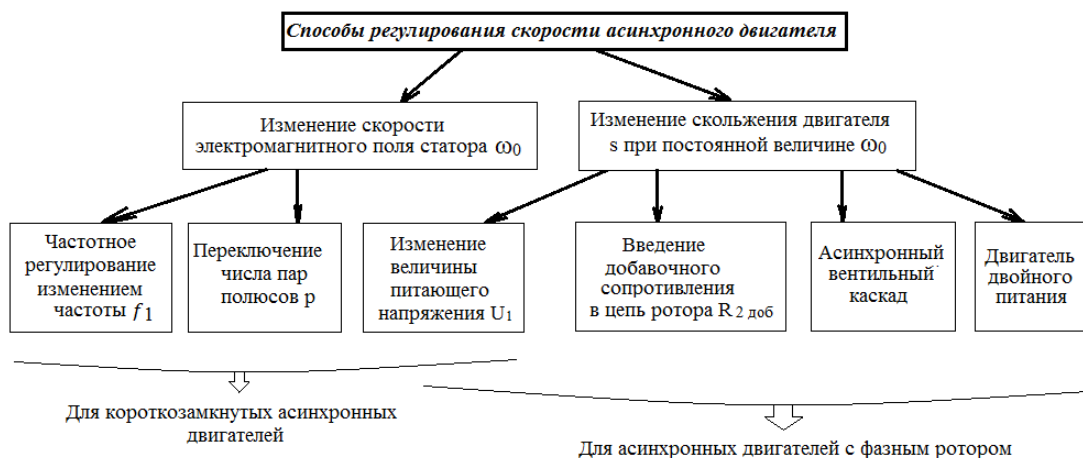 Способы регулирования скорости асинхронного двигателя
Изменение скорости
электромагнитного поля статора ω0
Изменение скольжения двигателя
s при постоянной величине ω0
Частотное
регулирование
изменением
частоты f1
Переключение
числа пар
полюсов p
Изменение
величины
питающего
напряжения U1
Введение
добавочного
сопротивления
в цепь ротора R2 доб
Асинхронный
вентильный
каскад
Двигатель
двойного
питания
Для короткозамкнутых асинхронных
двигателей
Для асинхронных двигателей с фазным ротором